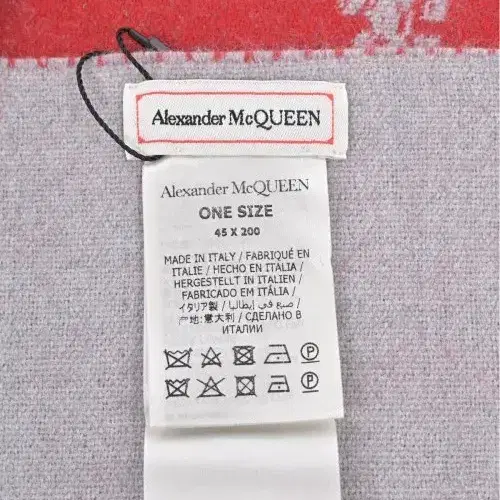 Alexander McQUEEN
Alexander McQUEEN
ONE SIZE
45 X 200
MADE IN ITALY / FABRIQUÉ EN
ITALIE / HECHO EN ITALIA /
HERGESTELLT IN ITALIEN /
FABRICADO EM ITÁLIA /
イタリア製 / صنع في إيطاليا /
产地:意大利 / СДЕЛАНО В
ИТАЛИИ
P
P